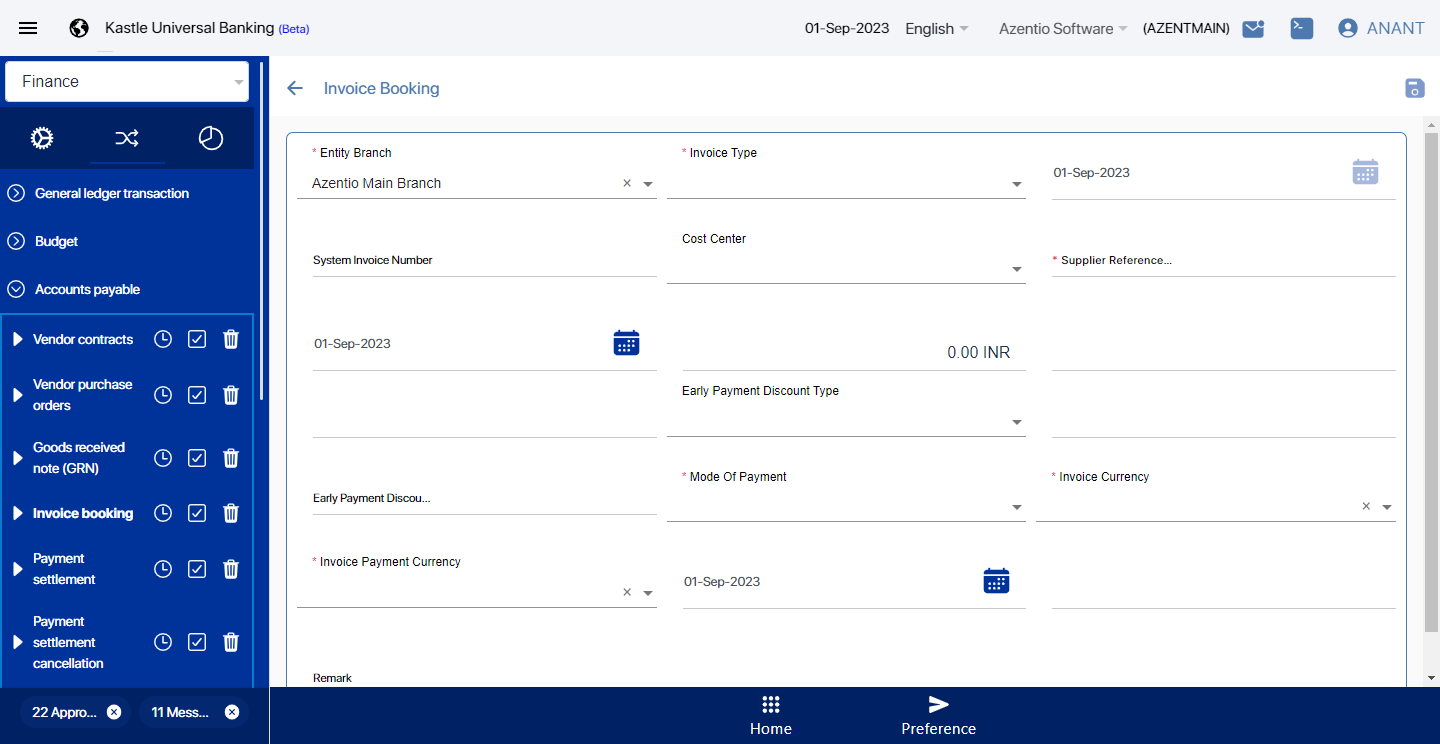 Kastle Universal Banking (Beta)
01-Sep-2023 English Azentio Software (AZENTMAIN) ANANT
Finance
General ledger transaction
Budget
Accounts payable
Vendor contracts
Vendor purchase
orders
Goods received
note (GRN)
Invoice booking
Payment
settlement
Payment
settlement
cancellation
22 Appro...
11 Mess...
Invoice Booking
* Entity Branch
Azentio Main Branch
* Invoice Type
01-Sep-2023
System Invoice Number
Cost Center
* Supplier Reference...
01-Sep-2023
0.00 INR
Early Payment Discount Type
Early Payment Discou...
* Mode Of Payment
* Invoice Currency
* Invoice Payment Currency
01-Sep-2023
Remark
Home
Preference